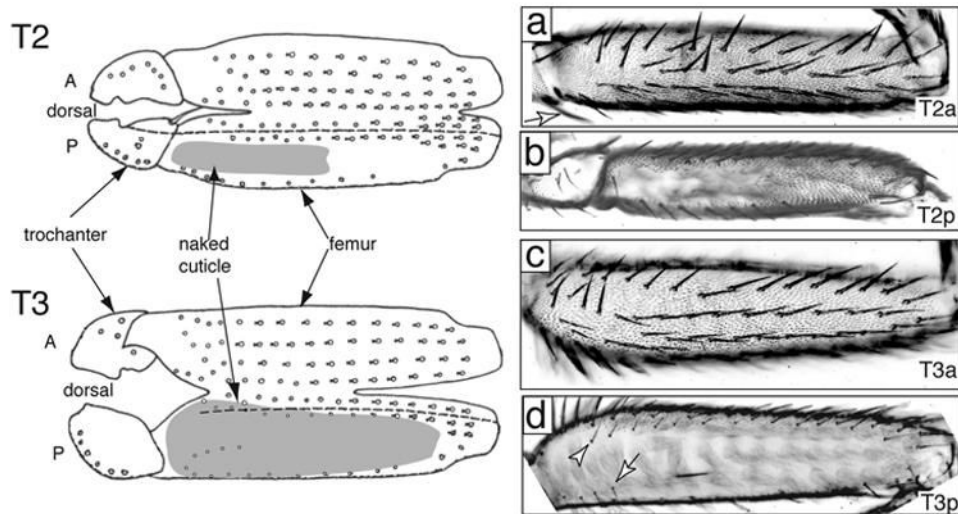 T2
A
dorsal
P
trochanter
naked
cuticle
femur
T3
A
dorsal
P
a
T2a
b
T2p
c
T3a
d
T3p